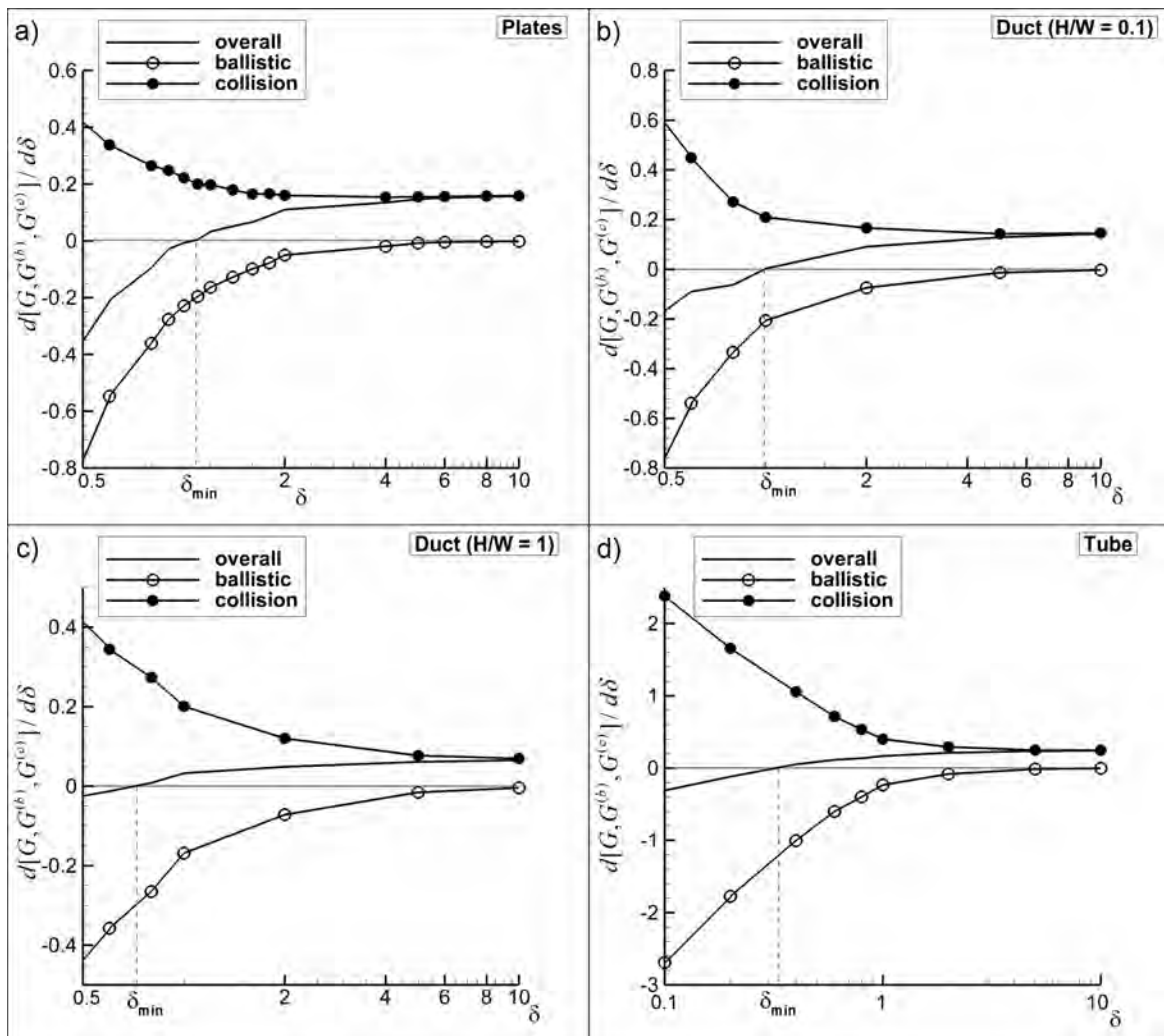 a)
Plates
overall
ballistic
collision
d[G, G^(b), G^(c)] / dδ
0.6
0.4
0.2
0
-0.2
-0.4
-0.6
-0.8
0.5
δmin
2
δ
4
6
8
10
b)
Duct (H/W = 0.1)
overall
ballistic
collision
d[G, G^(b), G^(c)] / dδ
0.8
0.6
0.4
0.2
0
-0.2
-0.4
-0.6
-0.8
0.5
δmin
2
4
6
8
10
δ
c)
Duct (H/W = 1)
overall
ballistic
collision
d[G, G^(b), G^(c)] / dδ
0.4
0.2
0
-0.2
-0.4
0.5
δmin
2
4
6
8
10
δ
d)
Tube
overall
ballistic
collision
d[G, G^(b), G^(c)] / dδ
2
1
0
-1
-2
-3
0.1
δmin
1
10
δ